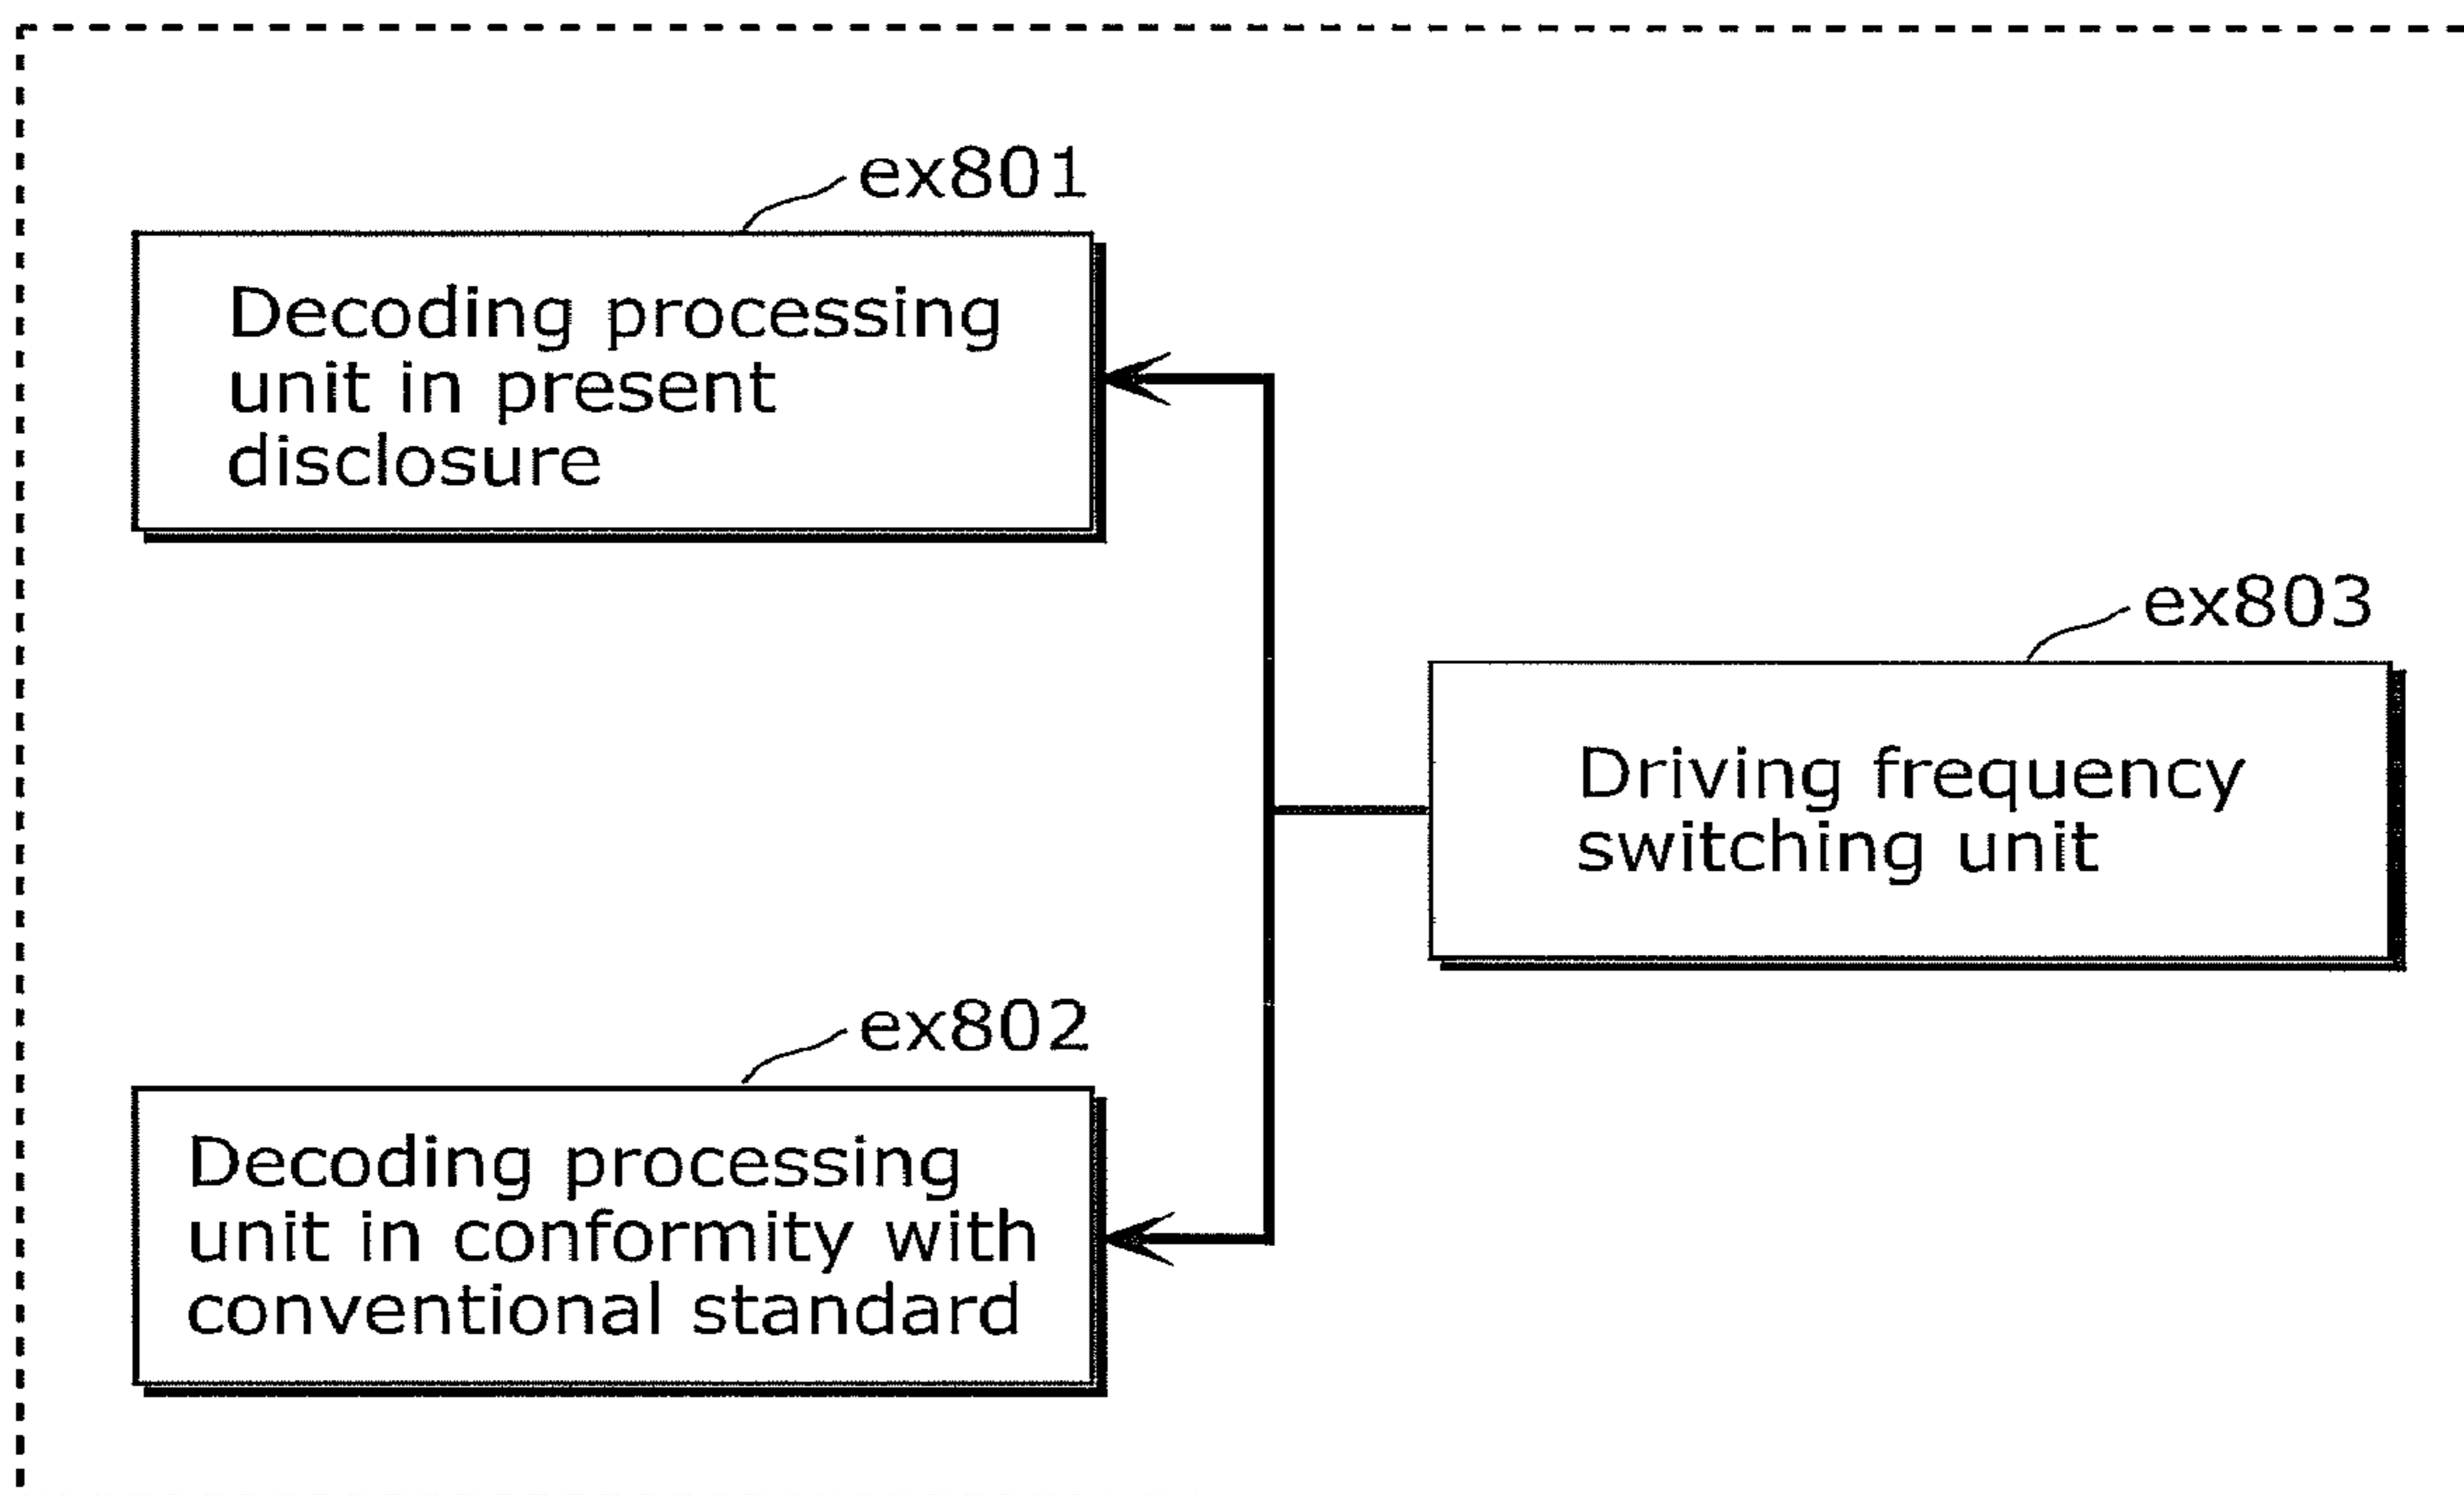 ex801
Decoding processing
unit in present
disclosure
ex803
Driving frequency
switching unit
ex802
Decoding processing
unit in conformity with
conventional standard